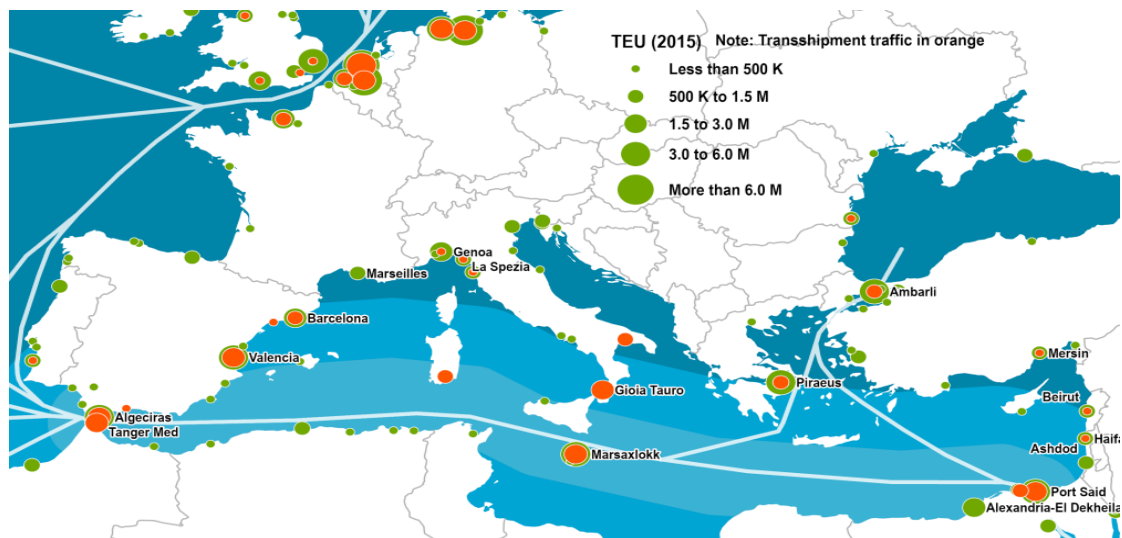 TEU (2015) Note: Transshipment traffic in orange
Less than 500 K
500 K to 1.5 M
1.5 to 3.0 M
3.0 to 6.0 M
More than 6.0 M
Genoa
La Spezia
Marseilles
Ambarli
Barcelona
Valencia
Mersin
Piraeus
Gioia Tauro
Beirut
Algeciras
Tanger Med
Haifa
Ashdod
Marsaxlokk
Port Said
Alexandria-El Dekheila